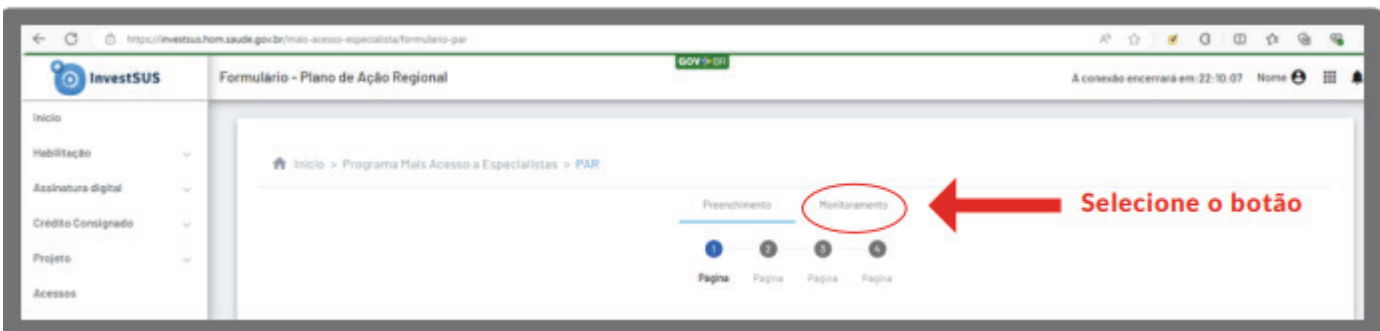 https://investsus.hom.saude.gov.br/mais-acesso-especialista/formulario-par
GOV BR
InvestSUS
Formulário - Plano de Ação Regional
A conexão encerrará em: 22:10:07 Nome
Início
Habilitação
Assinatura digital
Crédito Consignado
Projeto
Acessos
Início > Programa Mais Acesso a Especialistas > PAR
Preenchimento Monitoramento
Selecione o botão
1 2 3 4
Página Página Página Página